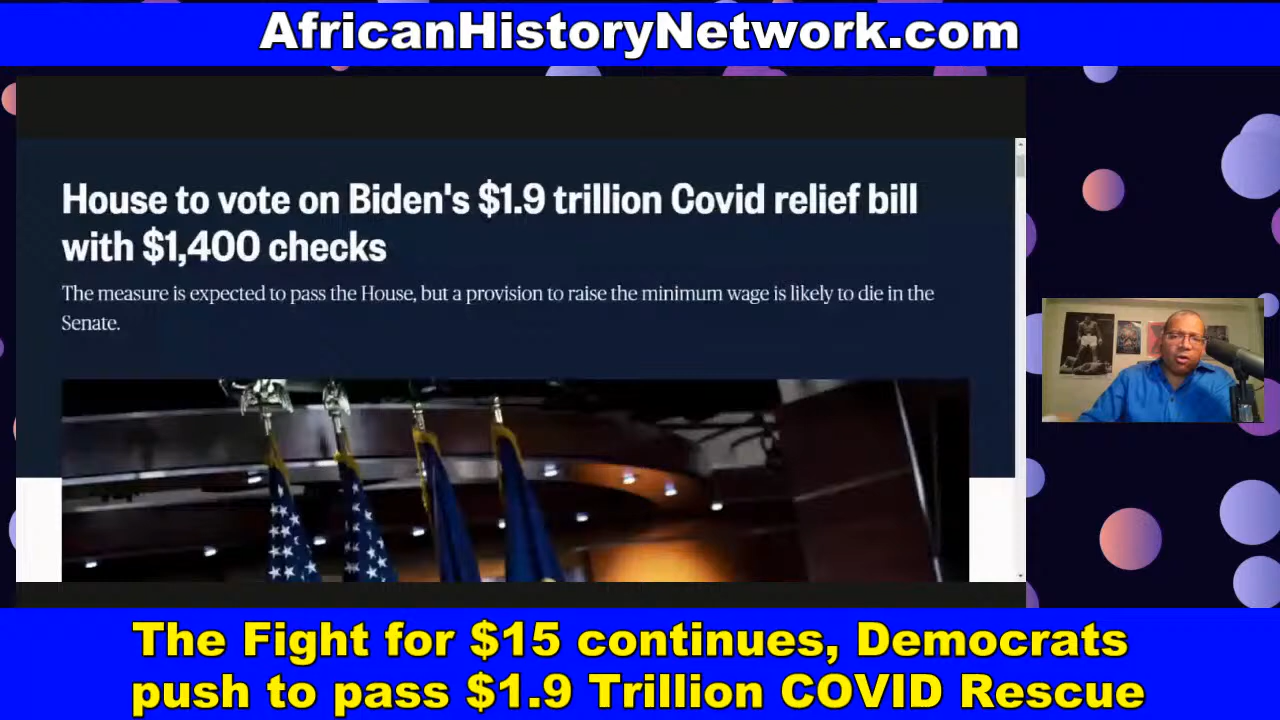 AfricanHistoryNetwork.com
House to vote on Biden's $1.9 trillion Covid relief bill
with $1,400 checks
The measure is expected to pass the House, but a provision to raise the minimum wage is likely to die in the
Senate.
The Fight for $15 continues, Democrats
push to pass $1.9 Trillion COVID Rescue